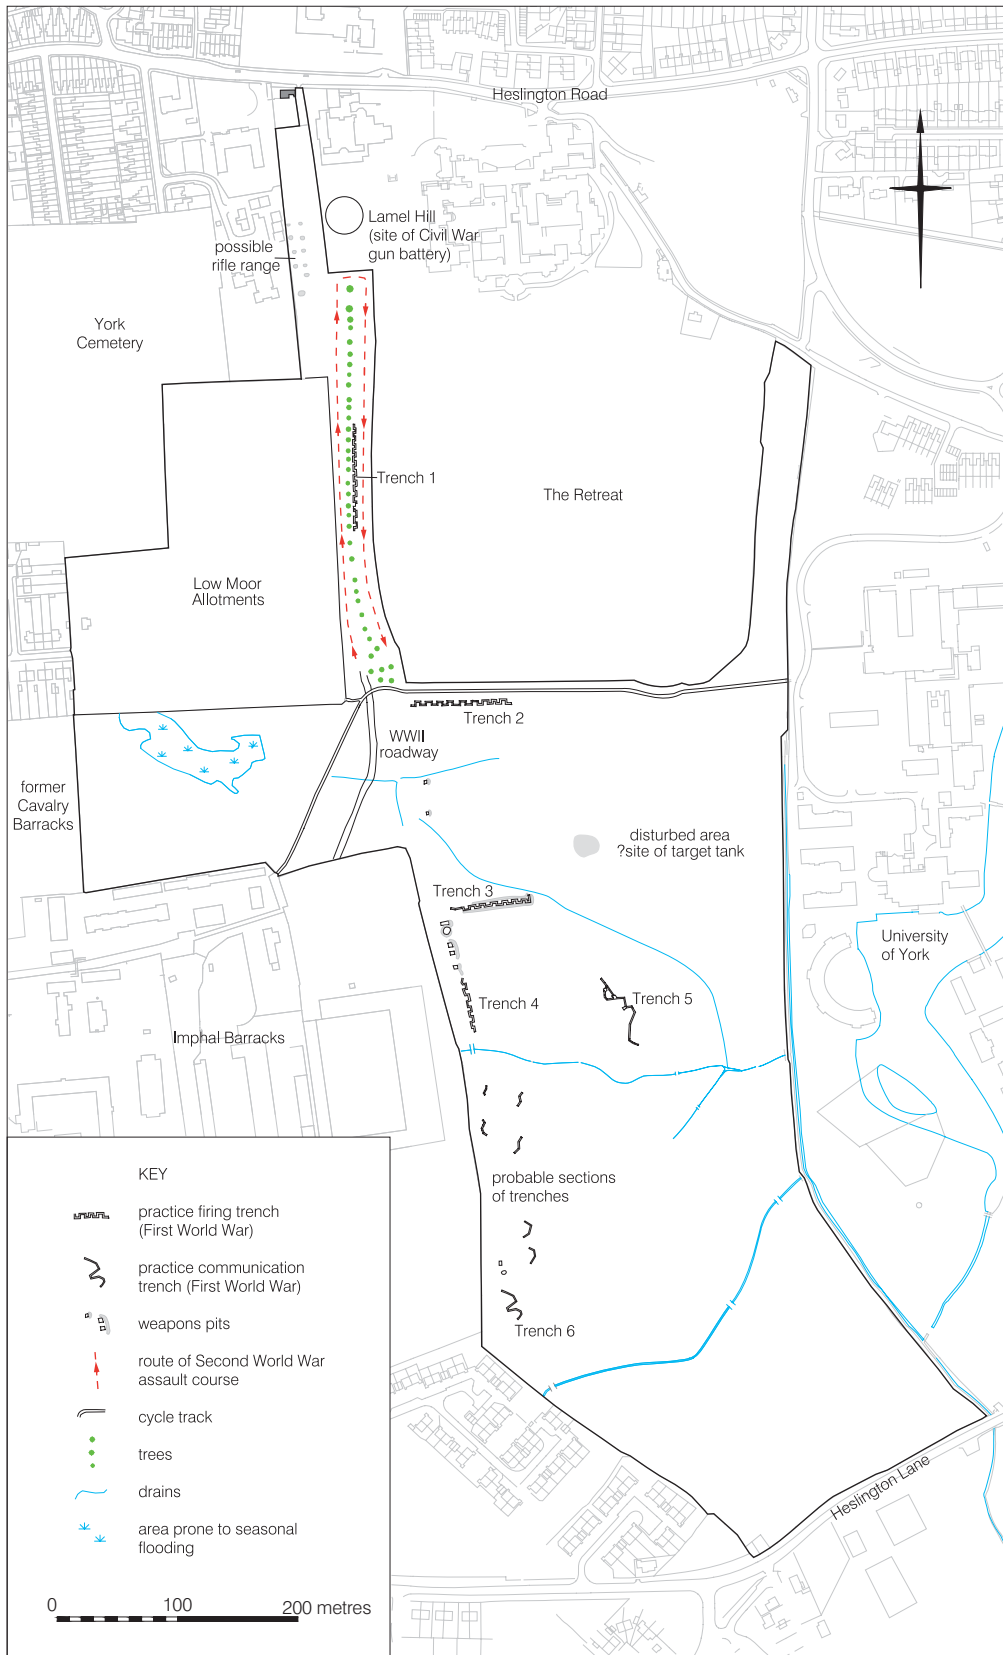 Heslington Road
Lamel Hill
(site of Civil War
gun battery)
possible
rifle range
York
Cemetery
Trench 1
The Retreat
Low Moor
Allotments
Trench 2
WWII
roadway
former
Cavalry
Barracks
disturbed area
?site of target tank
Trench 3
University
of York
Trench 4
Trench 5
Imphal Barracks
probable sections
of trenches
Trench 6
Heslington Lane
KEY
practice firing trench
(First World War)
practice communication
trench (First World War)
weapons pits
route of Second World War
assault course
cycle track
trees
drains
area prone to seasonal
flooding
0 100 200 metres